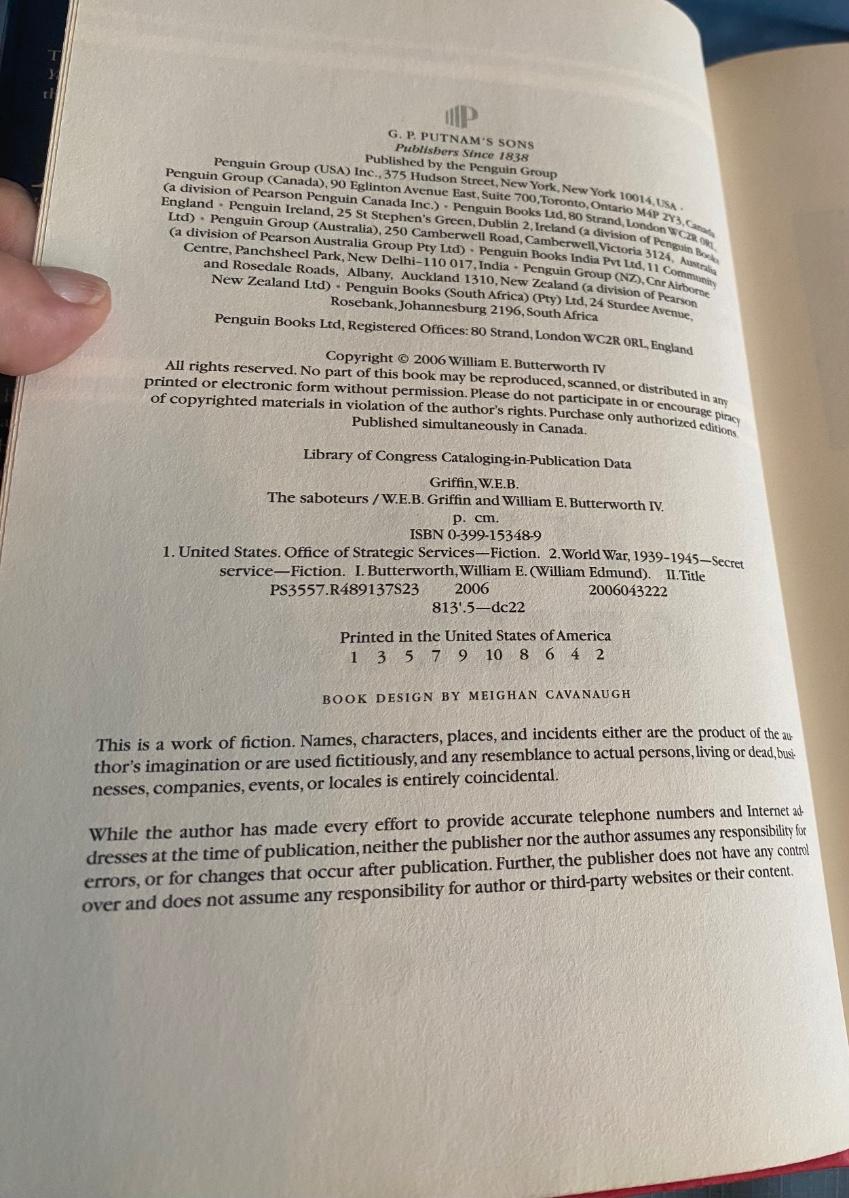 G. P. PUTNAM'S SONS
Publishers Since 1838
Published by the Penguin Group
Penguin Group (USA) Inc., 375 Hudson Street, New York, New York 10014, USA •
Penguin Group (Canada), 90 Eglinton Avenue East, Suite 700, Toronto, Ontario M4P 2Y3, Canada
(a division of Pearson Penguin Canada Inc.) • Penguin Books Ltd, 80 Strand, London WC2R 0RL,
England • Penguin Ireland, 25 St Stephen's Green, Dublin 2, Ireland (a division of Penguin Books
Ltd) • Penguin Group (Australia), 250 Camberwell Road, Camberwell, Victoria 3124, Australia
(a division of Pearson Australia Group Pty Ltd) • Penguin Books India Pvt Ltd, 11 Community
Centre, Panchsheel Park, New Delhi–110 017, India • Penguin Group (NZ), Cnr Airborne
and Rosedale Roads, Albany, Auckland 1310, New Zealand (a division of Pearson
New Zealand Ltd) • Penguin Books (South Africa) (Pty) Ltd, 24 Sturdee Avenue,
Rosebank, Johannesburg 2196, South Africa
Penguin Books Ltd, Registered Offices: 80 Strand, London WC2R 0RL, England
Copyright © 2006 William E. Butterworth IV
All rights reserved. No part of this book may be reproduced, scanned, or distributed in any
printed or electronic form without permission. Please do not participate in or encourage piracy
of copyrighted materials in violation of the author's rights. Purchase only authorized editions.
Published simultaneously in Canada.
Library of Congress Cataloging-in-Publication Data
Griffin, W.E.B.
The saboteurs / W.E.B. Griffin and William E. Butterworth IV.
p. cm.
ISBN 0-399-15348-9
1. United States. Office of Strategic Services—Fiction. 2. World War, 1939–1945—Secret
service—Fiction. I. Butterworth, William E. (William Edmund). II. Title
PS3557.R489137S23 2006 2006043222
813'.5—dc22
Printed in the United States of America
1 3 5 7 9 10 8 6 4 2
BOOK DESIGN BY MEIGHAN CAVANAUGH
This is a work of fiction. Names, characters, places, and incidents either are the product of the au-
thor's imagination or are used fictitiously, and any resemblance to actual persons, living or dead, busi-
nesses, companies, events, or locales is entirely coincidental.
While the author has made every effort to provide accurate telephone numbers and Internet ad-
dresses at the time of publication, neither the publisher nor the author assumes any responsibility for
errors, or for changes that occur after publication. Further, the publisher does not have any control
over and does not assume any responsibility for author or third-party websites or their content.